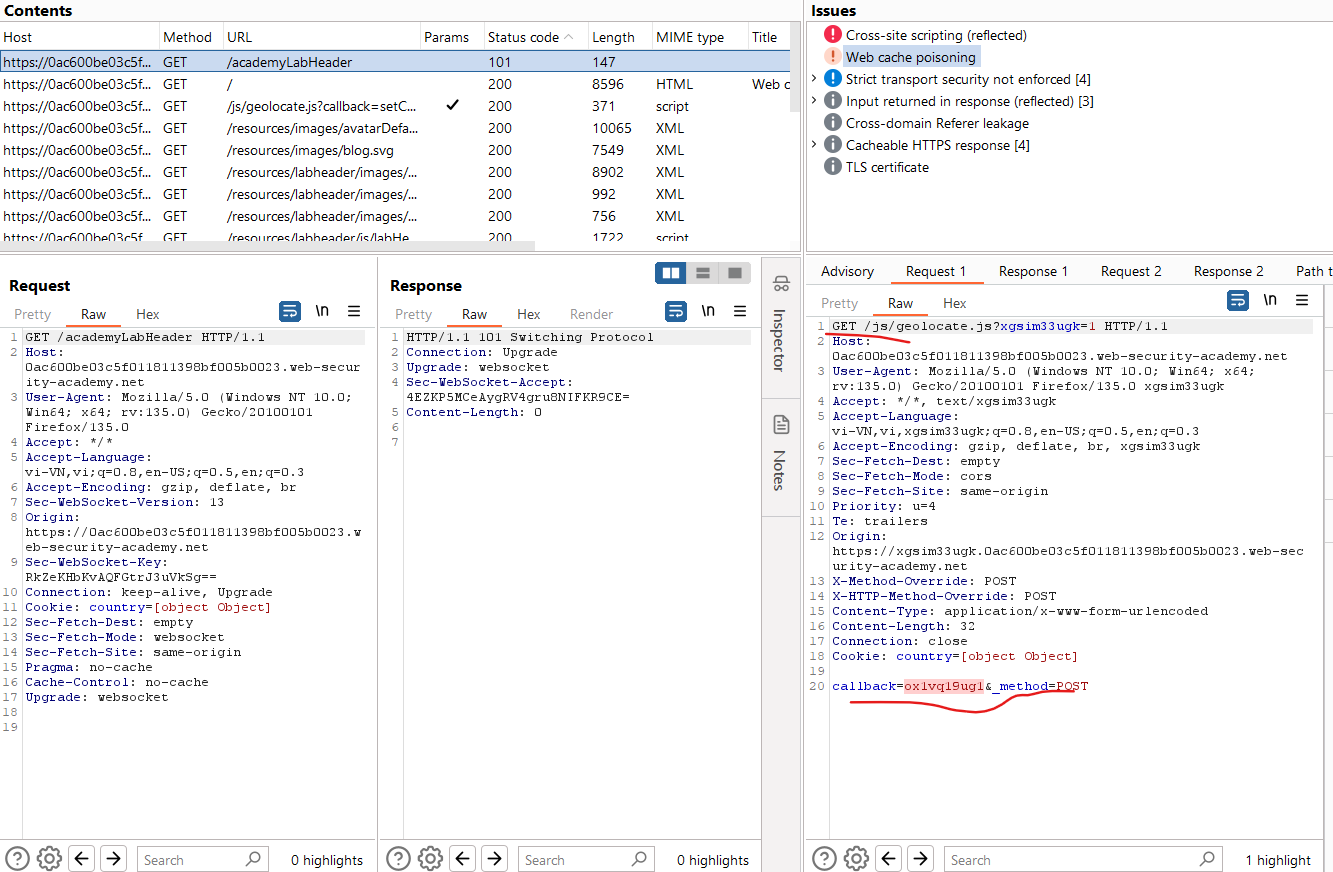 Contents
Host Method URL Params Status code Length MIME type Title
https://0ac600be03c5f... GET /academyLabHeader 101 147
https://0ac600be03c5f... GET / 200 8596 HTML Web c
https://0ac600be03c5f... GET /js/geolocate.js?callback=setC... ✓ 200 371 script
https://0ac600be03c5f... GET /resources/images/avatarDefa... 200 10065 XML
https://0ac600be03c5f... GET /resources/images/blog.svg 200 7549 XML
https://0ac600be03c5f... GET /resources/labheader/images/... 200 8902 XML
https://0ac600be03c5f... GET /resources/labheader/images/... 200 992 XML
https://0ac600be03c5f... GET /resources/labheader/images/... 200 756 XML
https://0ac600be03c5f... GET /resources/labheader/js/labHe... 200 1722 script
Issues
Cross-site scripting (reflected)
Web cache poisoning
Strict transport security not enforced [4]
Input returned in response (reflected) [3]
Cross-domain Referer leakage
Cacheable HTTPS response [4]
TLS certificate
Request
Pretty Raw Hex \n
1 GET /academyLabHeader HTTP/1.1
2 Host:
0ac600be03c5f011811398bf005b0023.web-secur
ity-academy.net
3 User-Agent: Mozilla/5.0 (Windows NT 10.0;
Win64; x64; rv:135.0) Gecko/20100101
Firefox/135.0
4 Accept: */*
5 Accept-Language:
vi-VN,vi;q=0.8,en-US;q=0.5,en;q=0.3
6 Accept-Encoding: gzip, deflate, br
7 Sec-WebSocket-Version: 13
8 Origin:
https://0ac600be03c5f011811398bf005b0023.w
eb-security-academy.net
9 Sec-WebSocket-Key:
RkZeKHbKvAQFGtrJ3uVkSg==
10 Connection: keep-alive, Upgrade
11 Cookie: country=[object Object]
12 Sec-Fetch-Dest: empty
13 Sec-Fetch-Mode: websocket
14 Sec-Fetch-Site: same-origin
15 Pragma: no-cache
16 Cache-Control: no-cache
17 Upgrade: websocket
18
19
Search 0 highlights
Response
Pretty Raw Hex Render \n
1 HTTP/1.1 101 Switching Protocol
2 Connection: Upgrade
3 Upgrade: websocket
4 Sec-WebSocket-Accept:
4EZKP5MCeAygRV4gru8NIFKR9CE=
5 Content-Length: 0
6
7
Search 0 highlights
Inspector
Notes
Advisory Request 1 Response 1 Request 2 Response 2 Path t
Pretty Raw Hex \n
1 GET /js/geolocate.js?xgsim33ugk=1 HTTP/1.1
2 Host:
0ac600be03c5f011811398bf005b0023.web-security-academy.net
3 User-Agent: Mozilla/5.0 (Windows NT 10.0; Win64; x64;
rv:135.0) Gecko/20100101 Firefox/135.0 xgsim33ugk
4 Accept: */*, text/xgsim33ugk
5 Accept-Language:
vi-VN,vi,xgsim33ugk;q=0.8,en-US;q=0.5,en;q=0.3
6 Accept-Encoding: gzip, deflate, br, xgsim33ugk
7 Sec-Fetch-Dest: empty
8 Sec-Fetch-Mode: cors
9 Sec-Fetch-Site: same-origin
10 Priority: u=4
11 Te: trailers
12 Origin:
https://xgsim33ugk.0ac600be03c5f011811398bf005b0023.web-sec
urity-academy.net
13 X-Method-Override: POST
14 X-HTTP-Method-Override: POST
15 Content-Type: application/x-www-form-urlencoded
16 Content-Length: 32
17 Connection: close
18 Cookie: country=[object Object]
19
20 callback=ox1vq19ug1&_method=POST
Search 1 highlight